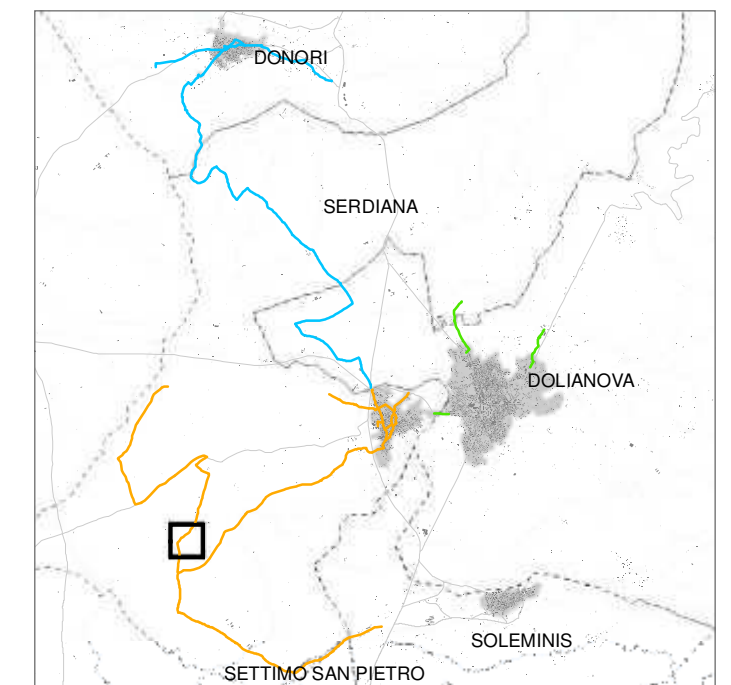 DONORI
SERDIANA
DOLIANOVA
SOLEMINIS
SETTIMO SAN PIETRO